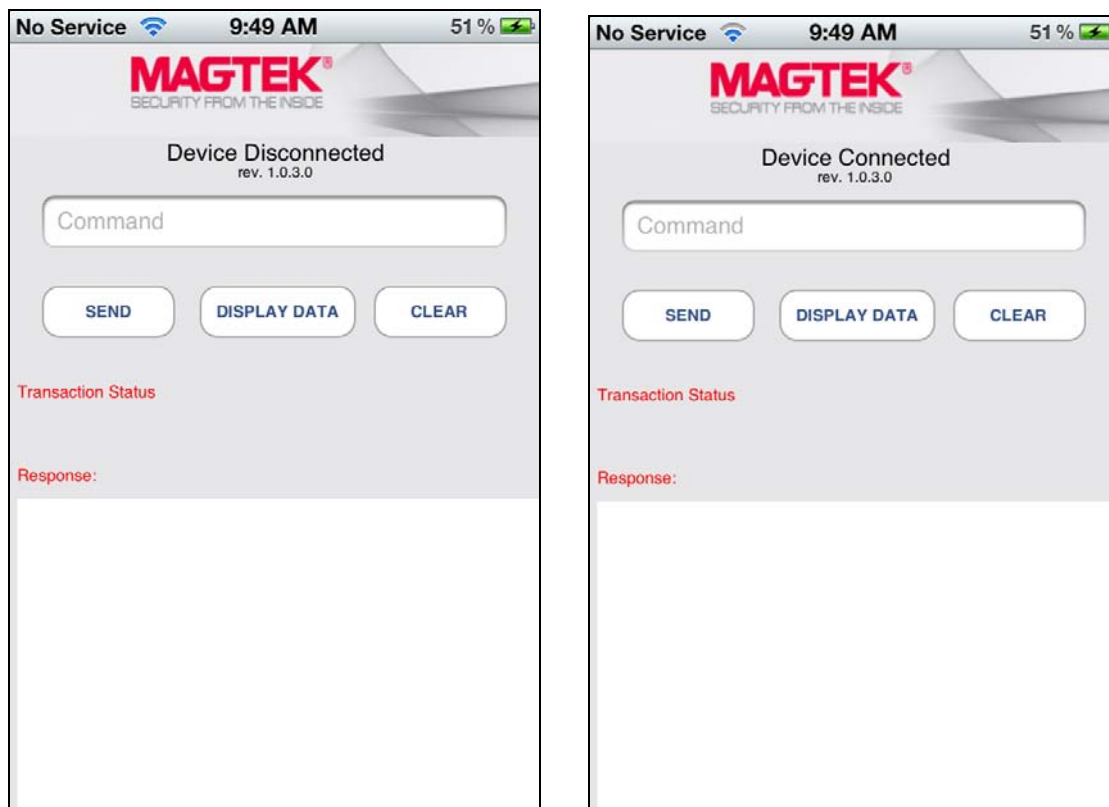 No Service 9:49 AM 51 %
MAGTEK®
SECURITY FROM THE INSIDE
Device Disconnected
rev. 1.0.3.0
Command
SEND DISPLAY DATA CLEAR
Transaction Status
Response:
No Service 9:49 AM 51 %
MAGTEK®
SECURITY FROM THE INSIDE
Device Connected
rev. 1.0.3.0
Command
SEND DISPLAY DATA CLEAR
Transaction Status
Response: